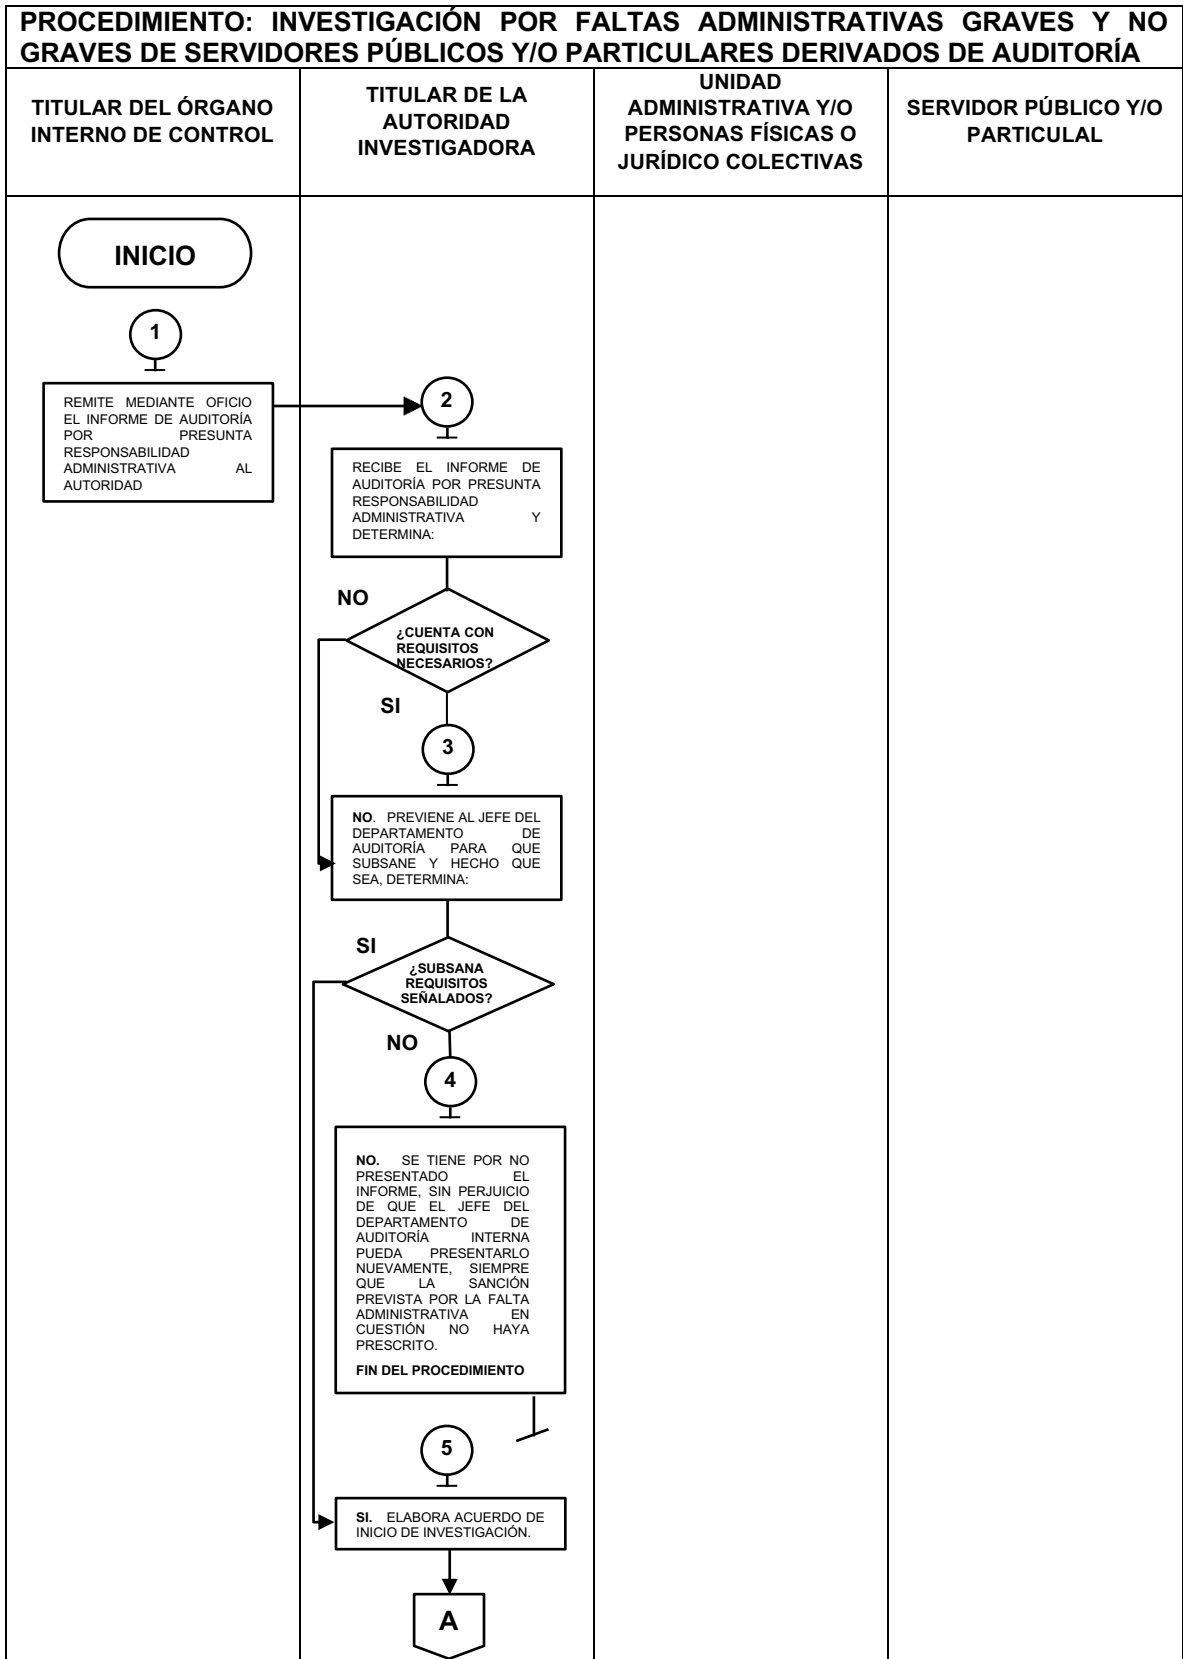 PROCEDIMIENTO: INVESTIGACIÓN POR FALTAS ADMINISTRATIVAS GRAVES Y NO
GRAVES DE SERVIDORES PÚBLICOS Y/O PARTICULARES DERIVADOS DE AUDITORÍA
TITULAR DEL ÓRGANO
INTERNO DE CONTROL
TITULAR DE LA
AUTORIDAD
INVESTIGADORA
UNIDAD
ADMINISTRATIVA Y/O
PERSONAS FÍSICAS O
JURÍDICO COLECTIVAS
SERVIDOR PÚBLICO Y/O
PARTICULAL
INICIO
1
REMITE MEDIANTE OFICIO
EL INFORME DE AUDITORÍA
POR PRESUNTA
RESPONSABILIDAD
ADMINISTRATIVA AL
AUTORIDAD
2
RECIBE EL INFORME DE
AUDITORÍA POR PRESUNTA
RESPONSABILIDAD
ADMINISTRATIVA Y
DETERMINA:
NO
¿CUENTA CON
REQUISITOS
NECESARIOS?
SI
3
NO. PREVIENE AL JEFE DEL
DEPARTAMENTO DE
AUDITORÍA PARA QUE
SUBSANE Y HECHO QUE
SEA, DETERMINA:
SI
¿SUBSANA
REQUISITOS
SEÑALADOS?
NO
4
NO. SE TIENE POR NO
PRESENTADO EL
INFORME, SIN PERJUICIO
DE QUE EL JEFE DEL
DEPARTAMENTO DE
AUDITORÍA INTERNA
PUEDA PRESENTARLO
NUEVAMENTE, SIEMPRE
QUE LA SANCIÓN
PREVISTA POR LA FALTA
ADMINISTRATIVA EN
CUESTIÓN NO HAYA
PRESCRITO.
FIN DEL PROCEDIMIENTO
5
SI. ELABORA ACUERDO DE
INICIO DE INVESTIGACIÓN.
A